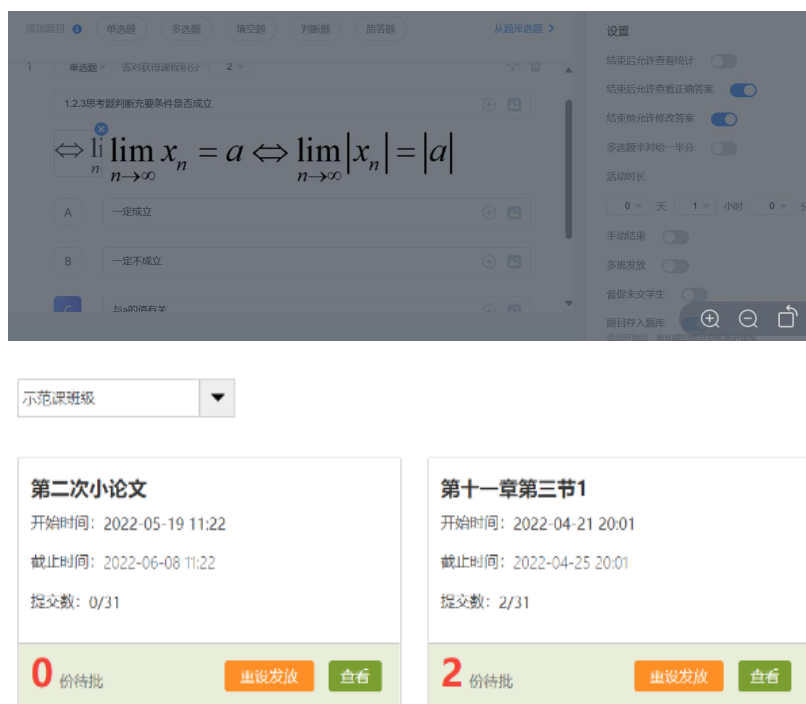 添加题目 单选题 多选题 填空题 判断题 简答题 从题库选题 >
1 单选题 答对获得课程积分 2
1.2.3思考题判断充要条件是否成立
⇔ lim n→∞ xₙ = a ⇔ lim n→∞ |xₙ| = |a|
A 一定成立
B 一定不成立
C 与a的值有关
设置
结束后允许查看统计
结束后允许查看正确答案
结束前允许修改答案
多选题半对给一半分
活动时长
0 天 1 小时 0
手动结束
多班发放
督促未交学生
题目存入题库
示范课班级
第二次小论文
开始时间：2022-05-19 11:22
截止时间：2022-06-08 11:22
提交数：0/31
0 份待批 重设发放 查看
第十一章第三节1
开始时间：2022-04-21 20:01
截止时间：2022-04-25 20:01
提交数：2/31
2 份待批 重设发放 查看